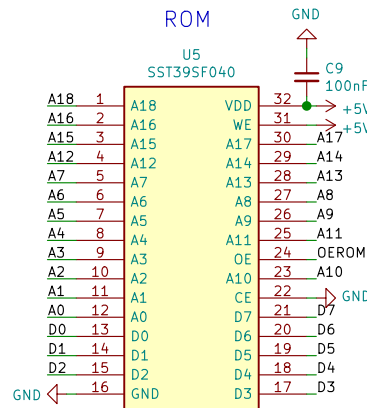 ROM
GND
U5
SST39SF040
C9
100nF
A18 1 A18 VDD 32 +5V
A16 2 A16 WE 31 +5V
A15 3 A15 A17 30 A17
A12 4 A12 A14 29 A14
A7 5 A7 A13 28 A13
A6 6 A6 A8 27 A8
A5 7 A5 A9 26 A9
A4 8 A4 A11 25 A11
A3 9 A3 OE 24 OEROM
A2 10 A2 A10 23 A10
A1 11 A1 CE 22 GND
A0 12 A0 D7 21 D7
D0 13 D0 D6 20 D6
D1 14 D1 D5 19 D5
D2 15 D2 D4 18 D4
GND 16 GND D3 17 D3